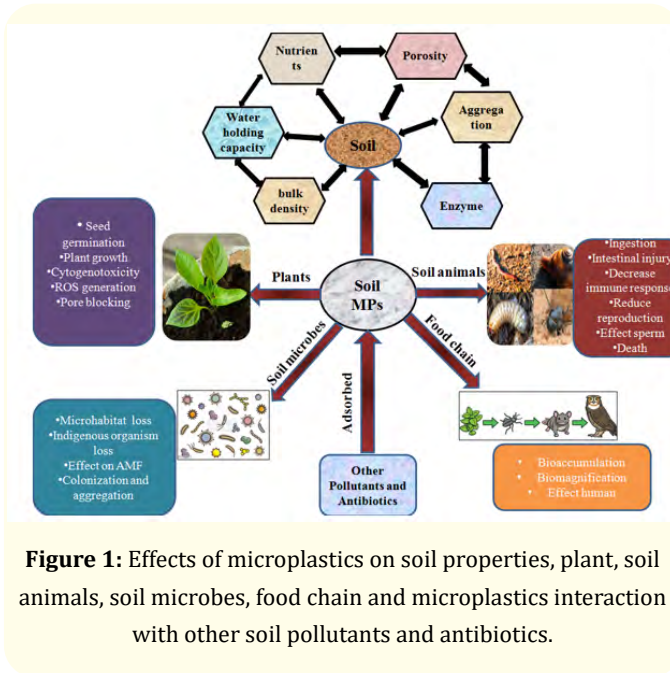 Nutrien
ts
Porosity
Aggrega
tion
Water
holding
capacity
Soil
bulk
density
Enzyme
• Seed
germination
•Plant growth
•Cytogenotoxicity
•ROS generation
•Pore blocking
Plants
Soil
MPs
Soil animals
•Ingestion
•Intestinal injury
•Decrease
immune response
•Reduce
reproduction
•Effect sperm
•Death
Soil microbes
Food chain
Adsorbed
•Microhabitat loss
•Indigenous organism
loss
•Effect on AMF
•Colonization and
aggregation
Other
Pollutants and
Antibiotics
• Bioaccumulation
• Biomagnification
• Effect human
Figure 1: Effects of microplastics on soil properties, plant, soil
animals, soil microbes, food chain and microplastics interaction
with other soil pollutants and antibiotics.